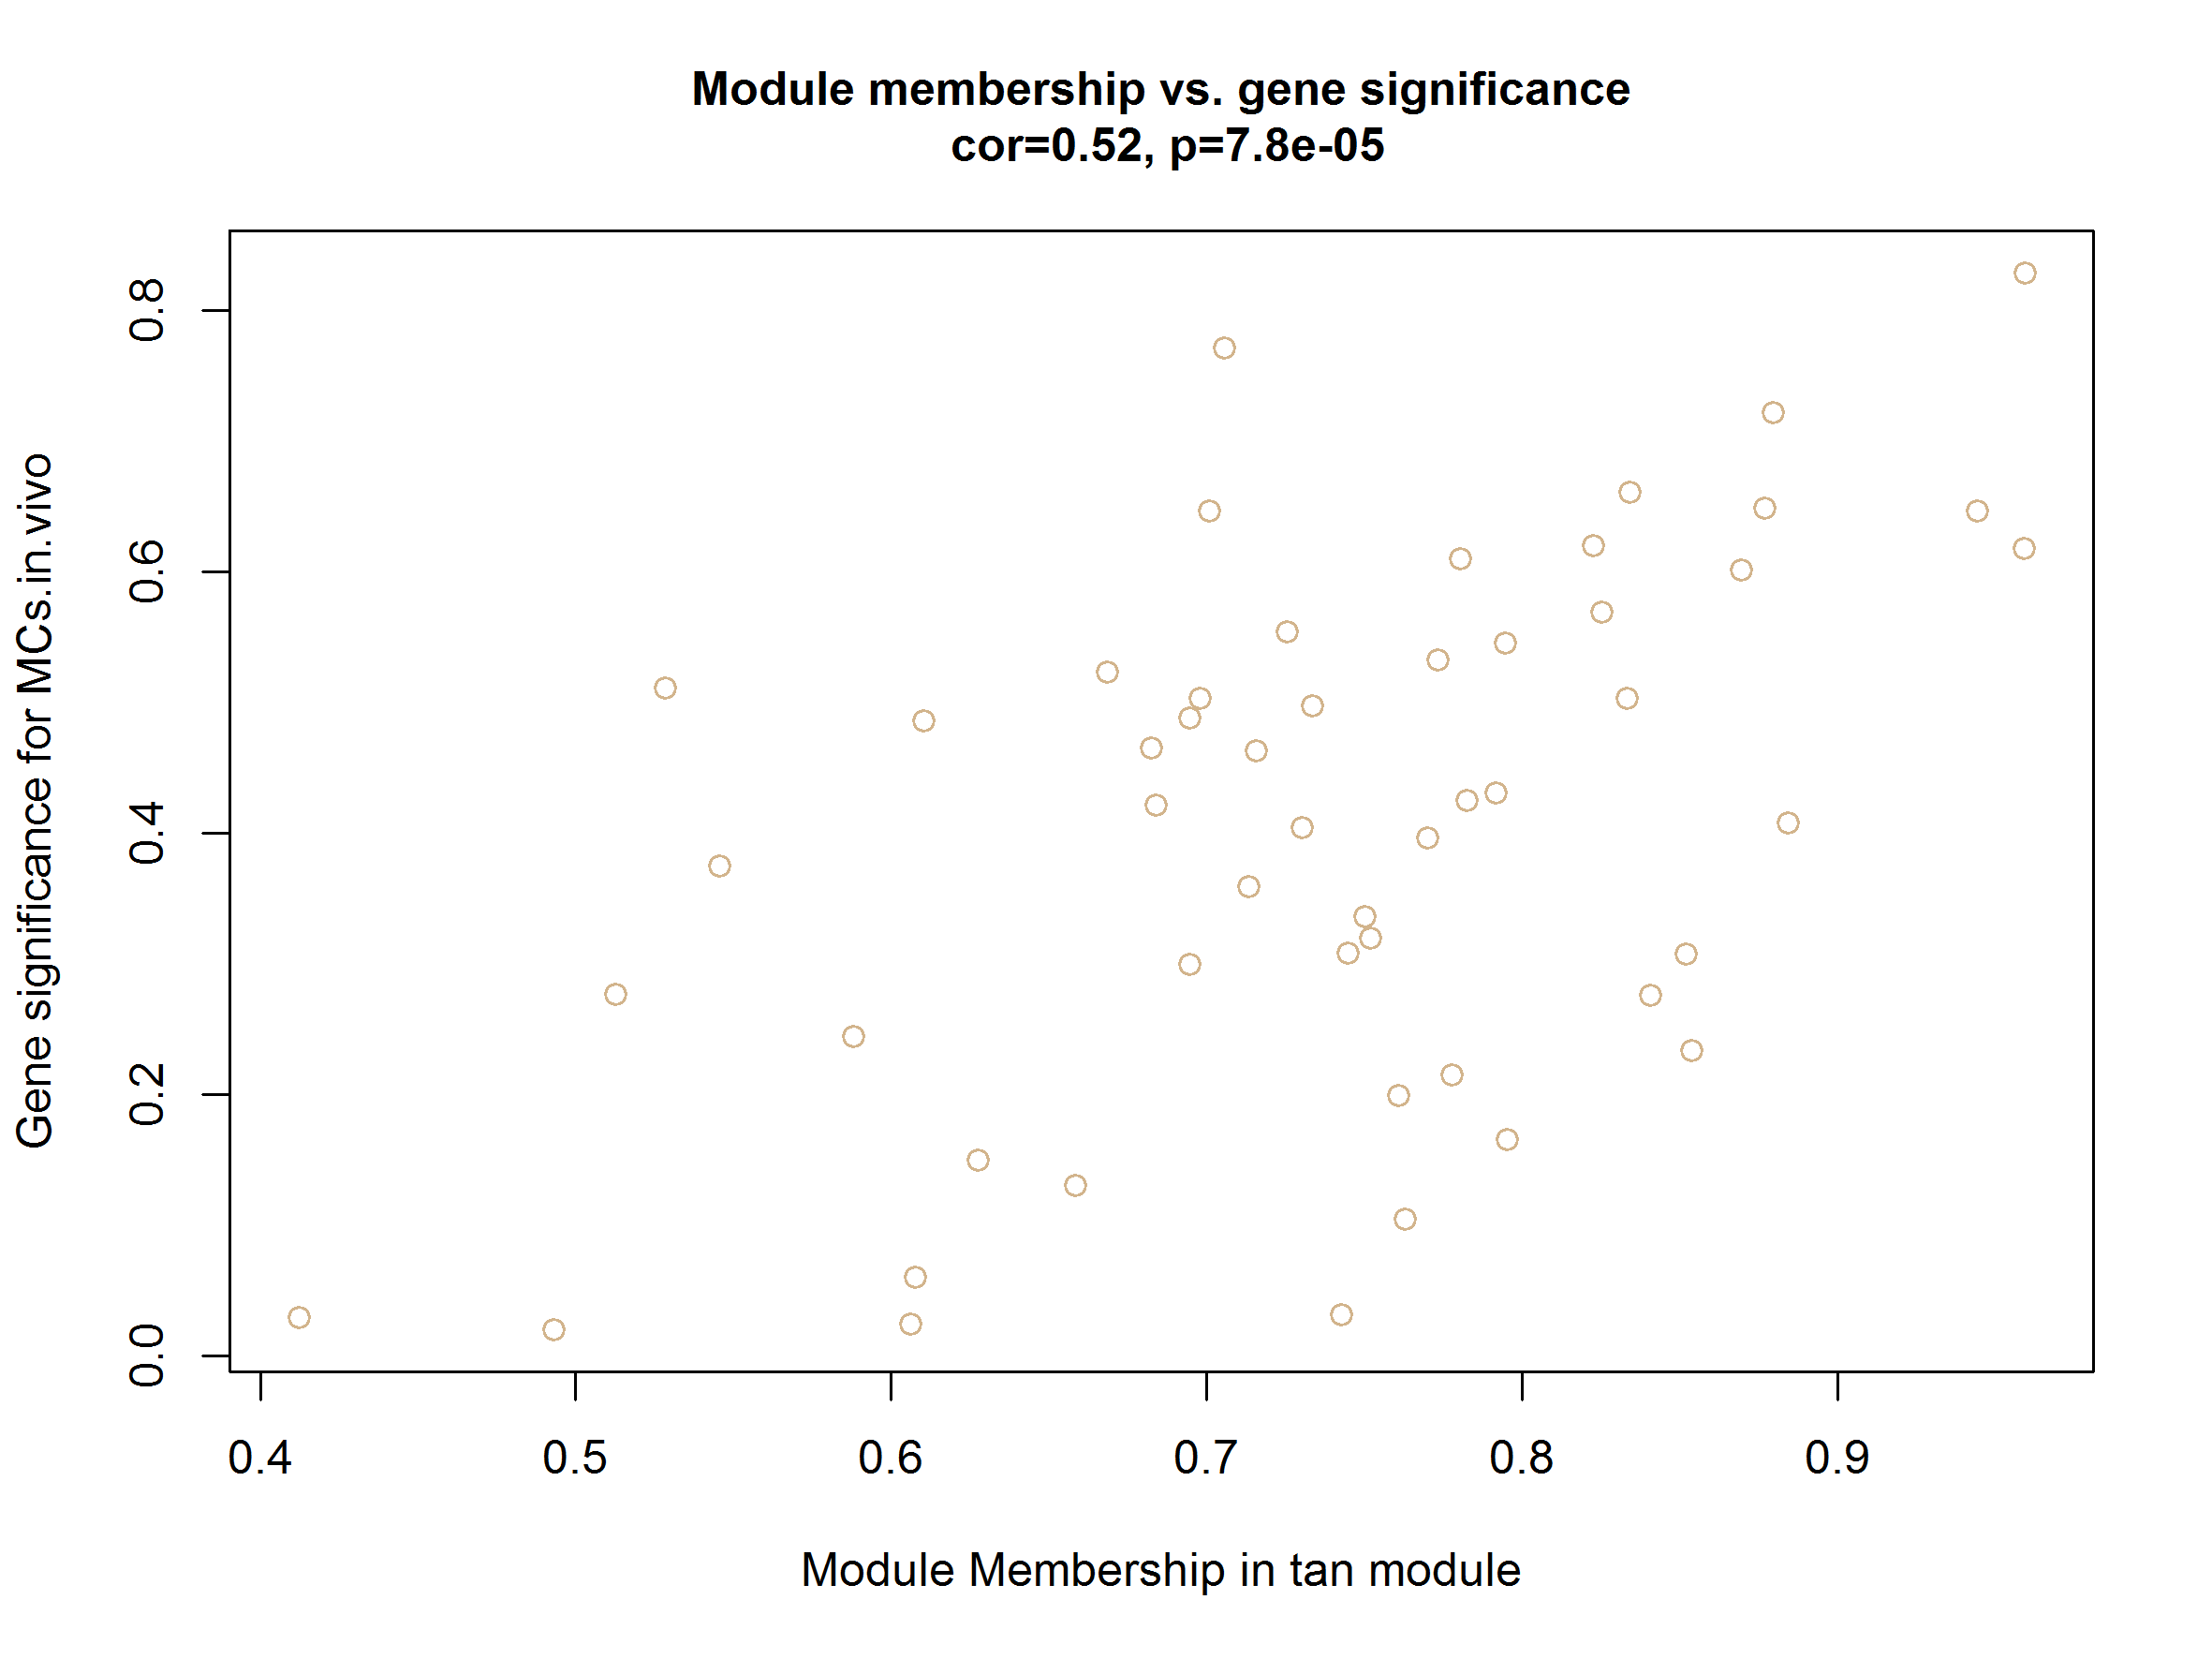 Module membership vs. gene significance
cor=0.52, p=7.8e-05
Gene significance for MCs.in.vivo
0.8
0.6
0.4
0.2
0.0
0.4 0.5 0.6 0.7 0.8 0.9
Module Membership in tan module